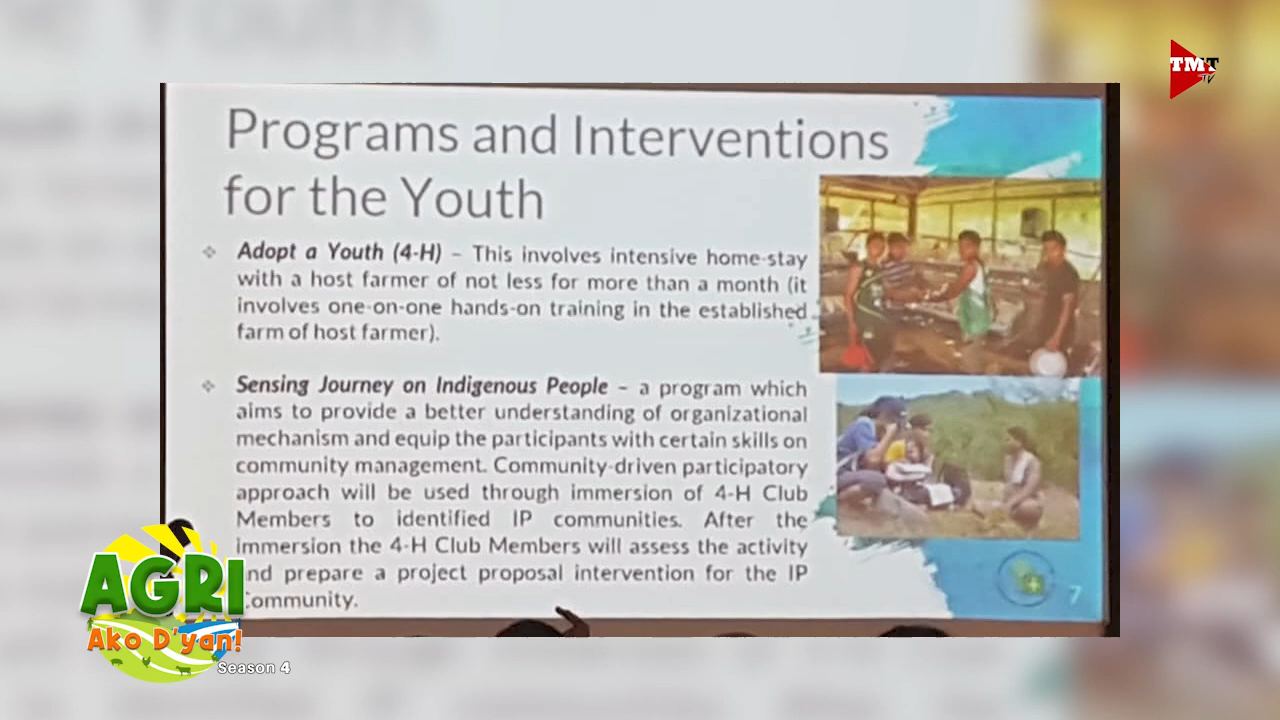 TMT
TV
Programs and Interventions
for the Youth
❖ Adopt a Youth (4-H) – This involves intensive home-stay
with a host farmer of not less for more than a month (it
involves one-on-one hands-on training in the established
farm of host farmer).
❖ Sensing Journey on Indigenous People – a program which
aims to provide a better understanding of organizational
mechanism and equip the participants with certain skills on
community management. Community-driven participatory
approach will be used through immersion of 4-H Club
Members to identified IP communities. After the
immersion the 4-H Club Members will assess the activity
nd prepare a project proposal intervention for the IP
ommunity.
7
AGRI
Ako D'yan!
Season 4